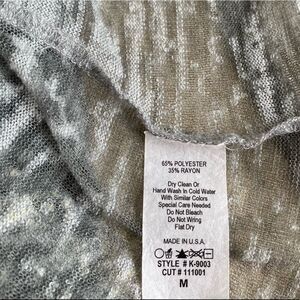 65% POLYESTER
35% RAYON
Dry Clean Or
Hand Wash In Cold Water
With Similar Colors
Special Care Needed
Do Not Bleach
Do Not Wring
Flat Dry
MADE IN U.S.A.
STYLE # K-9003
CUT # 111001
M